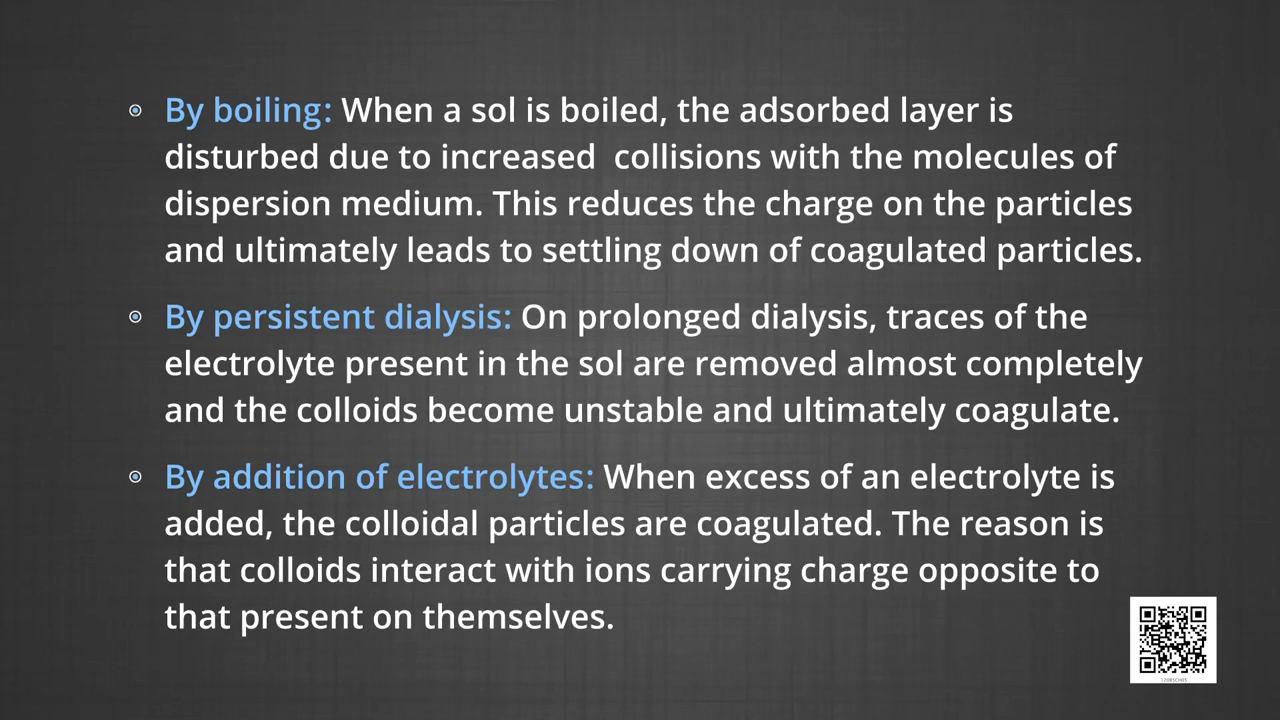 By boiling: When a sol is boiled, the adsorbed layer is
disturbed due to increased  collisions with the molecules of
dispersion medium. This reduces the charge on the particles
and ultimately leads to settling down of coagulated particles.
By persistent dialysis: On prolonged dialysis, traces of the
electrolyte present in the sol are removed almost completely
and the colloids become unstable and ultimately coagulate.
By addition of electrolytes: When excess of an electrolyte is
added, the colloidal particles are coagulated. The reason is
that colloids interact with ions carrying charge opposite to
that present on themselves.